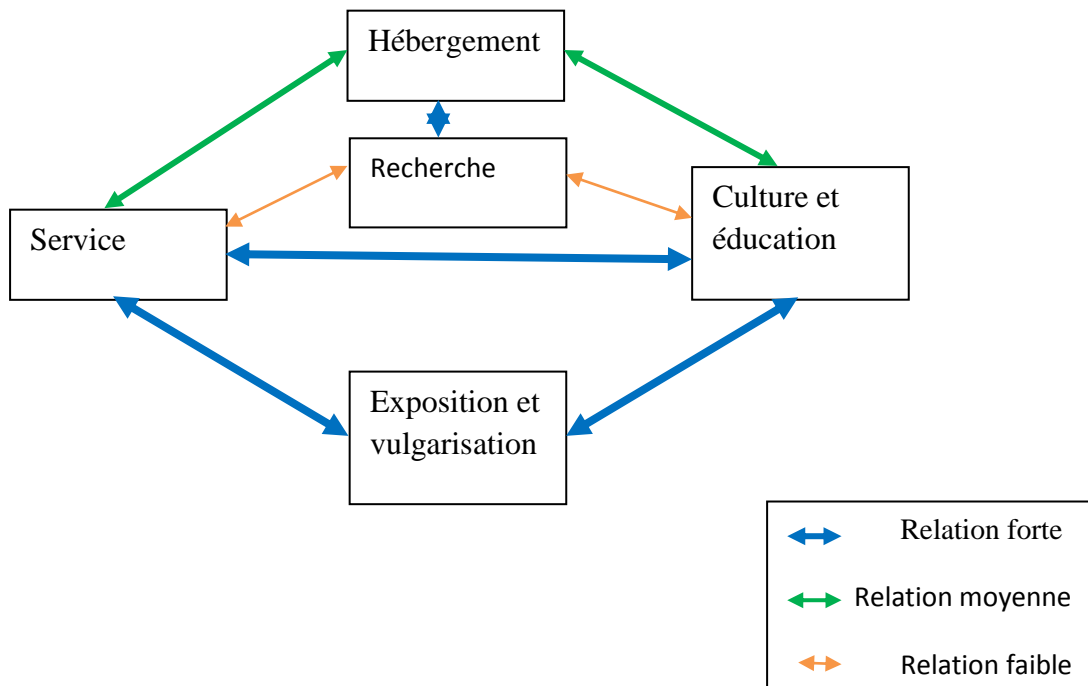 Hébergement
Recherche
Culture et
éducation
Service
Exposition et
vulgarisation
Relation forte
Relation moyenne
Relation faible